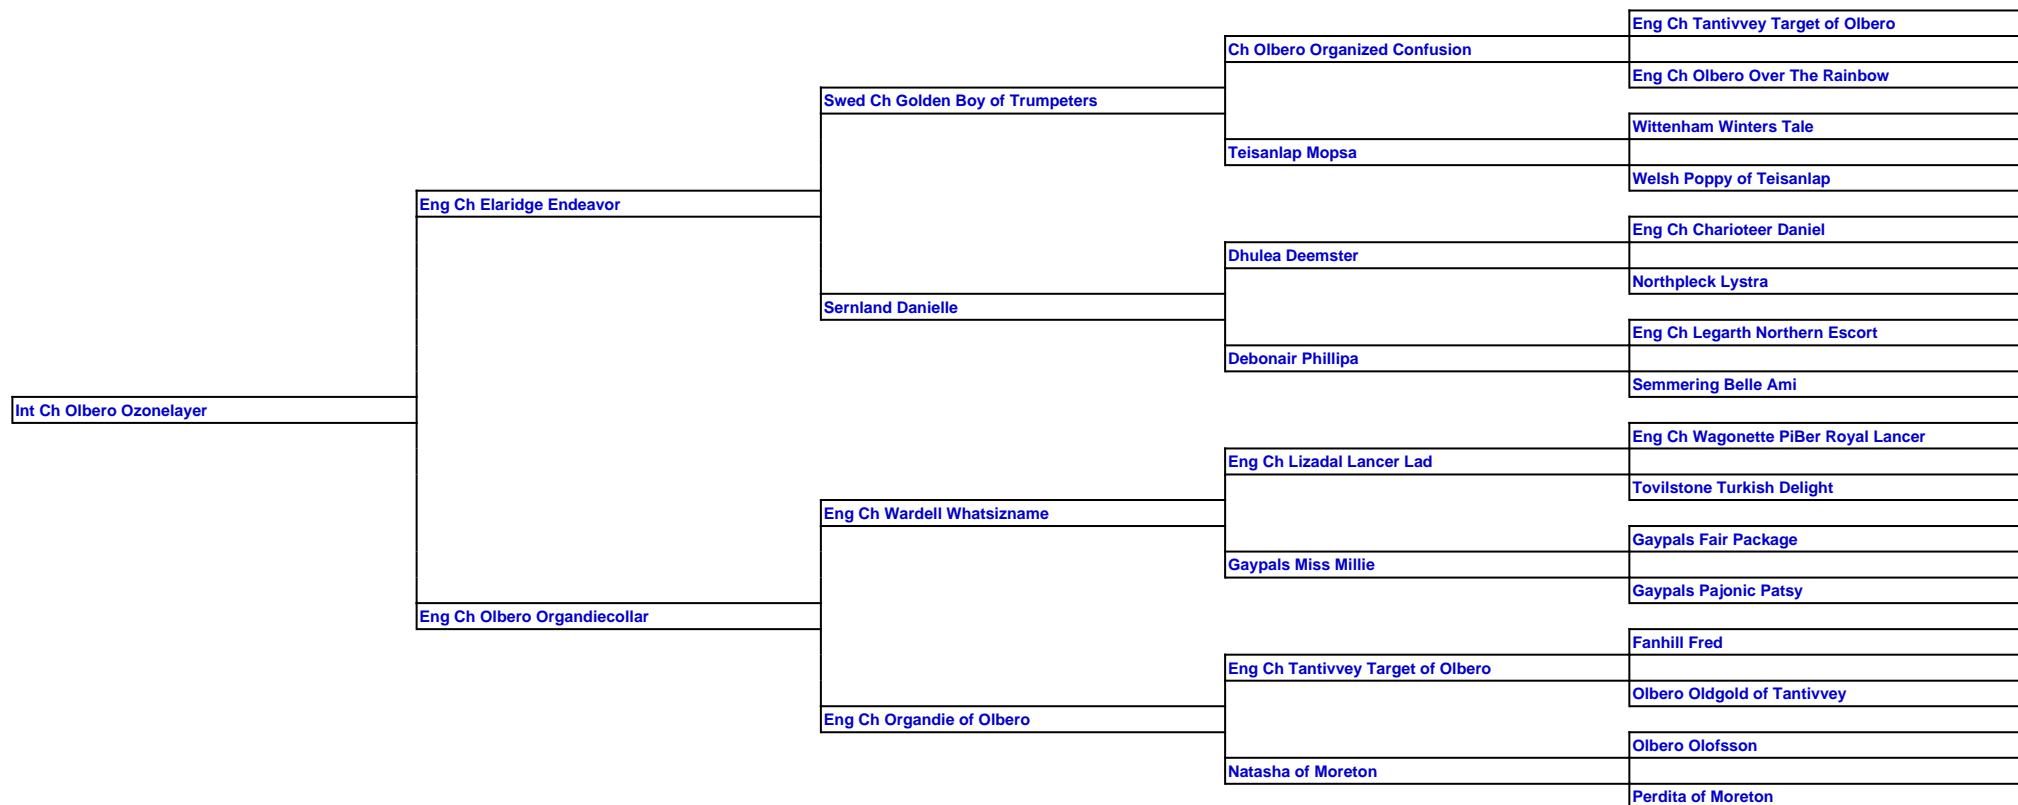 Eng Ch Tantivvey Target of Olbero
Ch Olbero Organized Confusion
Eng Ch Olbero Over The Rainbow
Swed Ch Golden Boy of Trumpeters
Wittenham Winters Tale
Teisanlap Mopsa
Welsh Poppy of Teisanlap
Eng Ch Elaridge Endeavor
Eng Ch Charioteer Daniel
Dhulea Deemster
Northpleck Lystra
Sernland Danielle
Eng Ch Legarth Northern Escort
Debonair Phillipa
Semmering Belle Ami
Int Ch Olbero Ozonelayer
Eng Ch Wagonette PiBer Royal Lancer
Eng Ch Lizadal Lancer Lad
Tovilstone Turkish Delight
Eng Ch Wardell Whatsizname
Gaypals Fair Package
Gaypals Miss Millie
Gaypals Pajonic Patsy
Eng Ch Olbero Organdiecollar
Fanhill Fred
Eng Ch Tantivvey Target of Olbero
Olbero Oldgold of Tantivvey
Eng Ch Organdie of Olbero
Olbero Olofsson
Natasha of Moreton
Perdita of Moreton